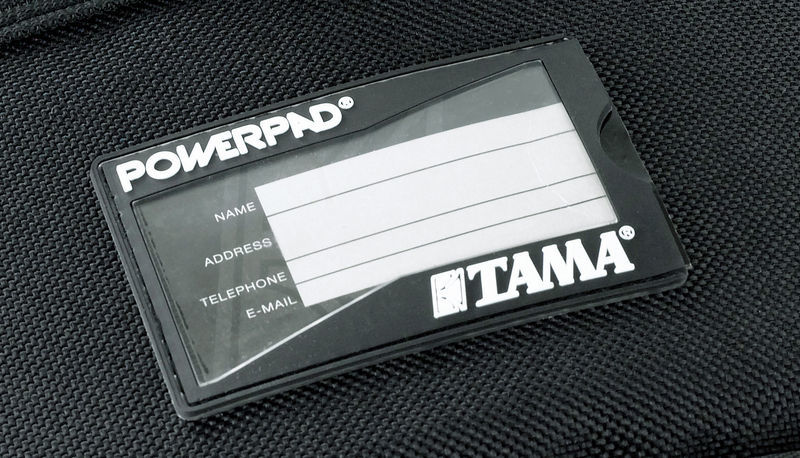 POWERPAD®
NAME
ADDRESS
TELEPHONE
E-MAIL
TAMA®